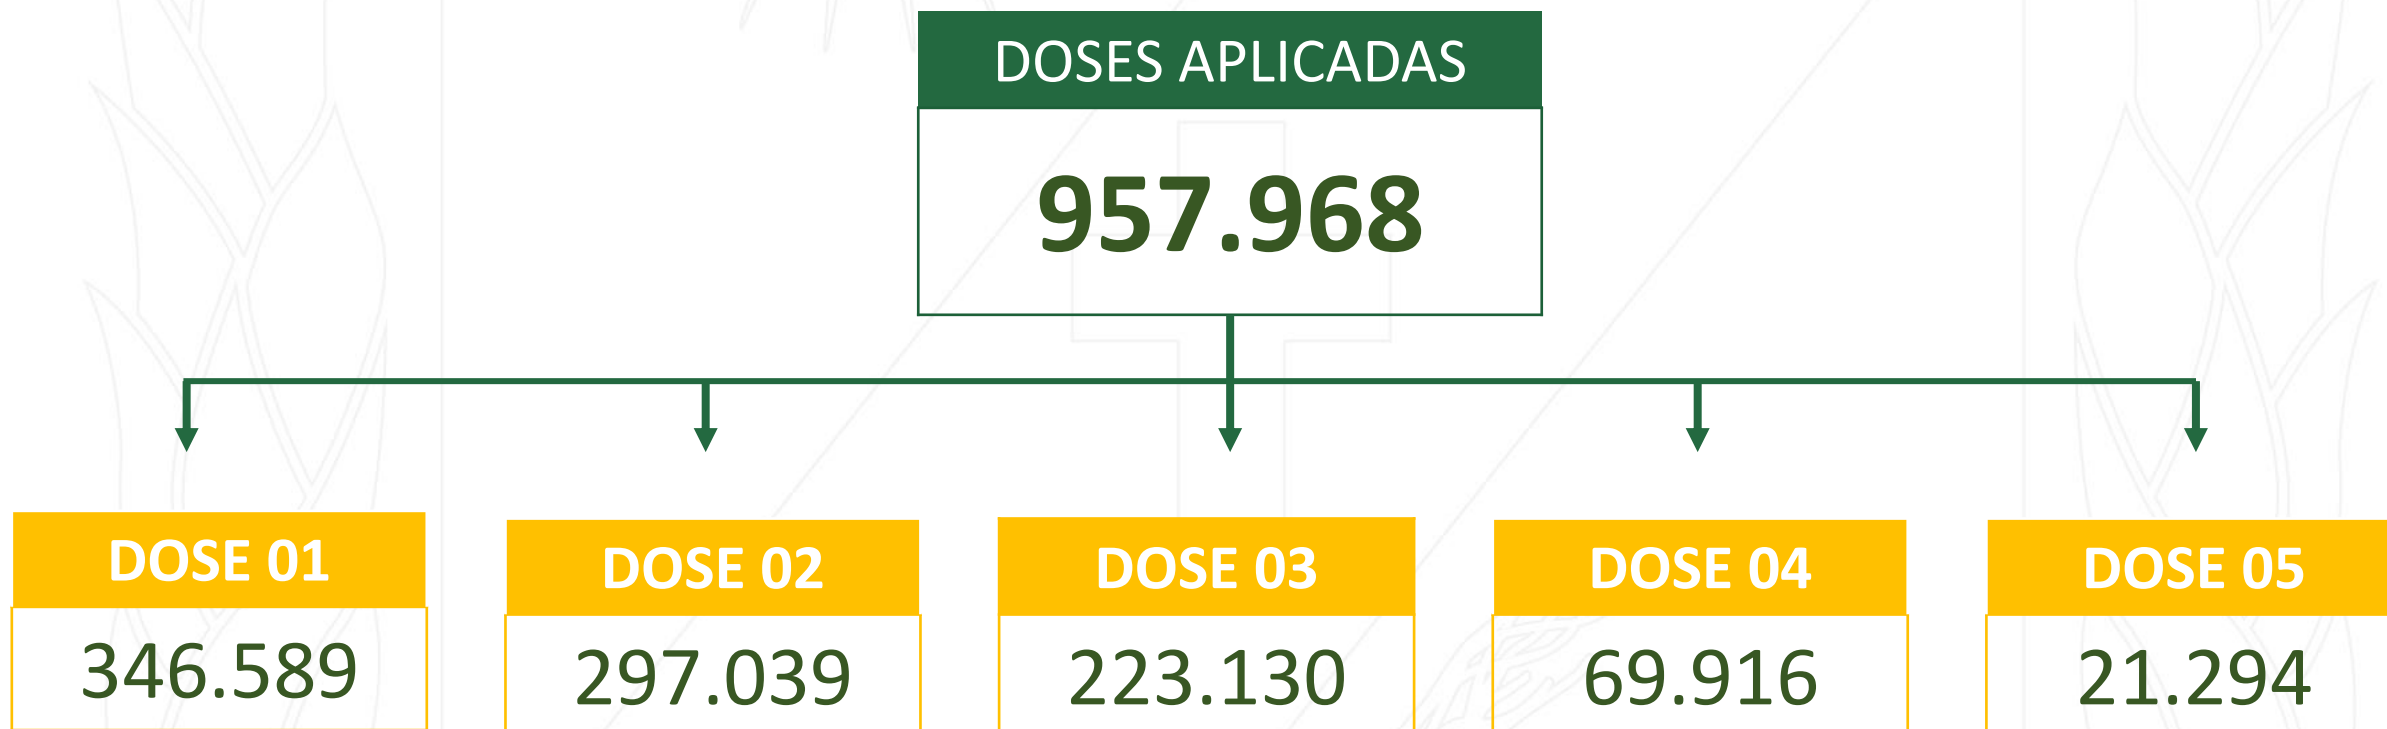 DOSES APLICADAS
957.968
DOSE 01
346.589
DOSE 02
297.039
DOSE 03
223.130
DOSE 04
69.916
DOSE 05
21.294